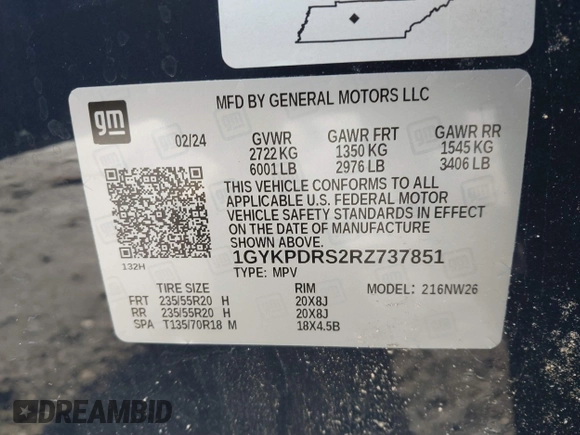 MFD BY GENERAL MOTORS LLC
gm
02/24 GVWR GAWR FRT GAWR RR
2722 KG 1350 KG 1545 KG
6001 LB 2976 LB 3406 LB
THIS VEHICLE CONFORMS TO ALL
APPLICABLE U.S. FEDERAL MOTOR
VEHICLE SAFETY STANDARDS IN EFFECT
ON THE DATE OF MANUFACTURE
SHOWN ABOVE.
132H 1GYKPDRS2RZ737851
TYPE: MPV
TIRE SIZE RIM MODEL: 216NW26
FRT 235/55R20 H 20X8J
RR 235/55R20 H 20X8J
SPA T135/70R18 M 18X4.5B
DREAMBID